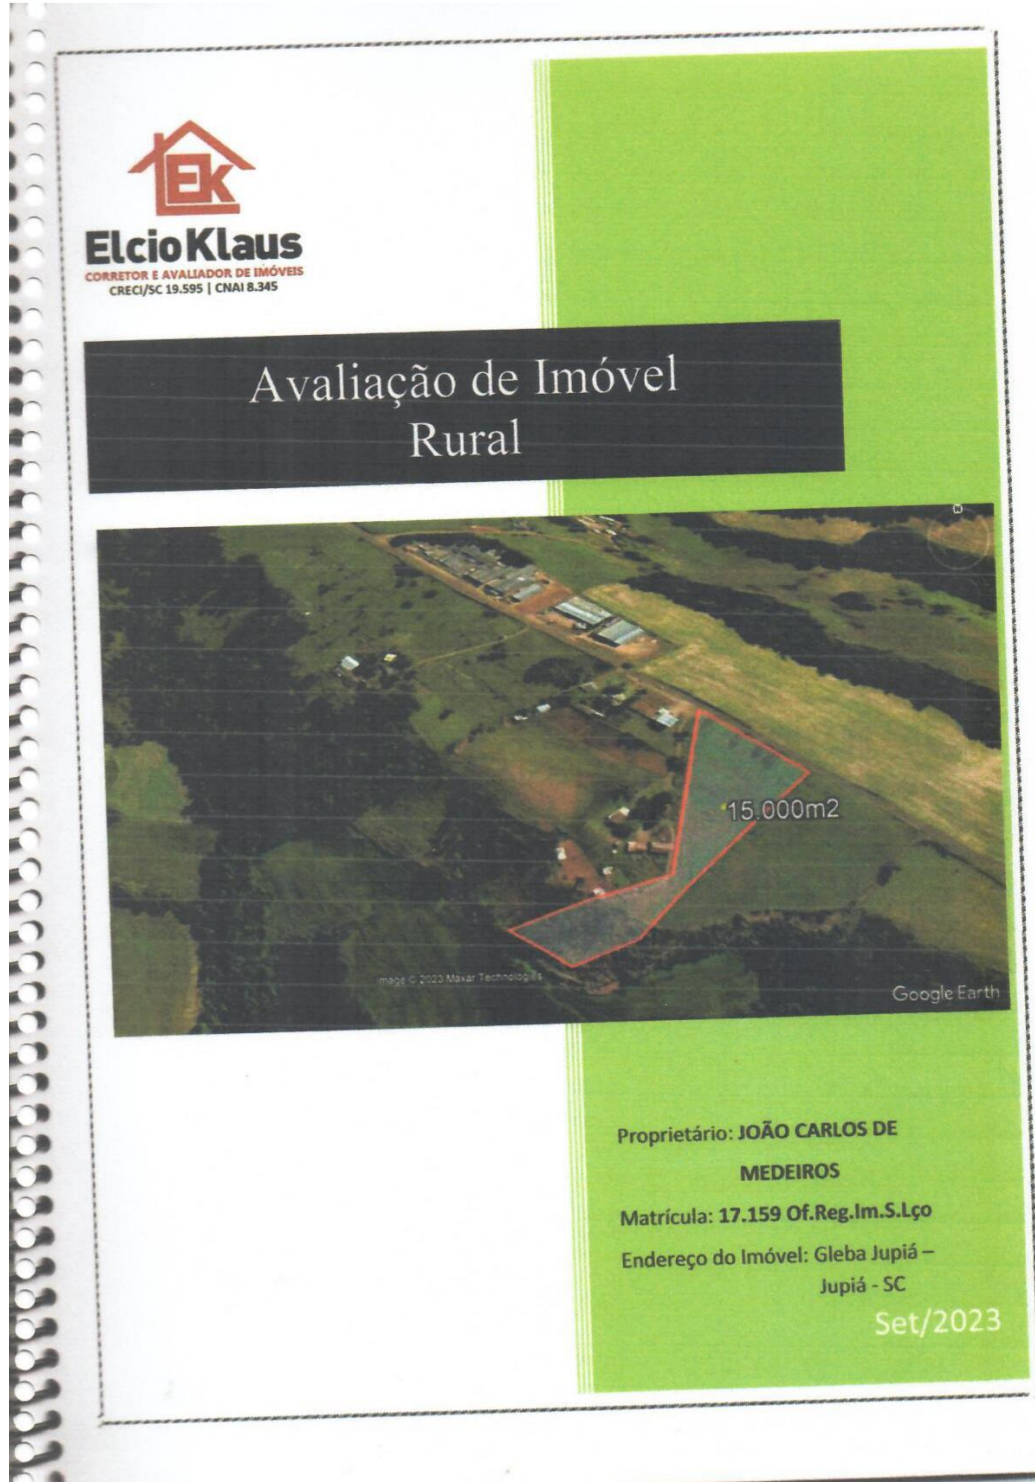 EK
ElcioKlaus
CORRETOR E AVALIADOR DE IMÓVEIS
CRECI/SC 19.595 | CNAI 8.345
Avaliação de Imóvel
Rural
15.000m2
Image © 2023 Maxar Technologies
Google Earth
Proprietário: JOÃO CARLOS DE
MEDEIROS
Matrícula: 17.159 Of.Reg.Im.S.Lço
Endereço do Imóvel: Gleba Jupiá –
Jupiá - SC
Set/2023